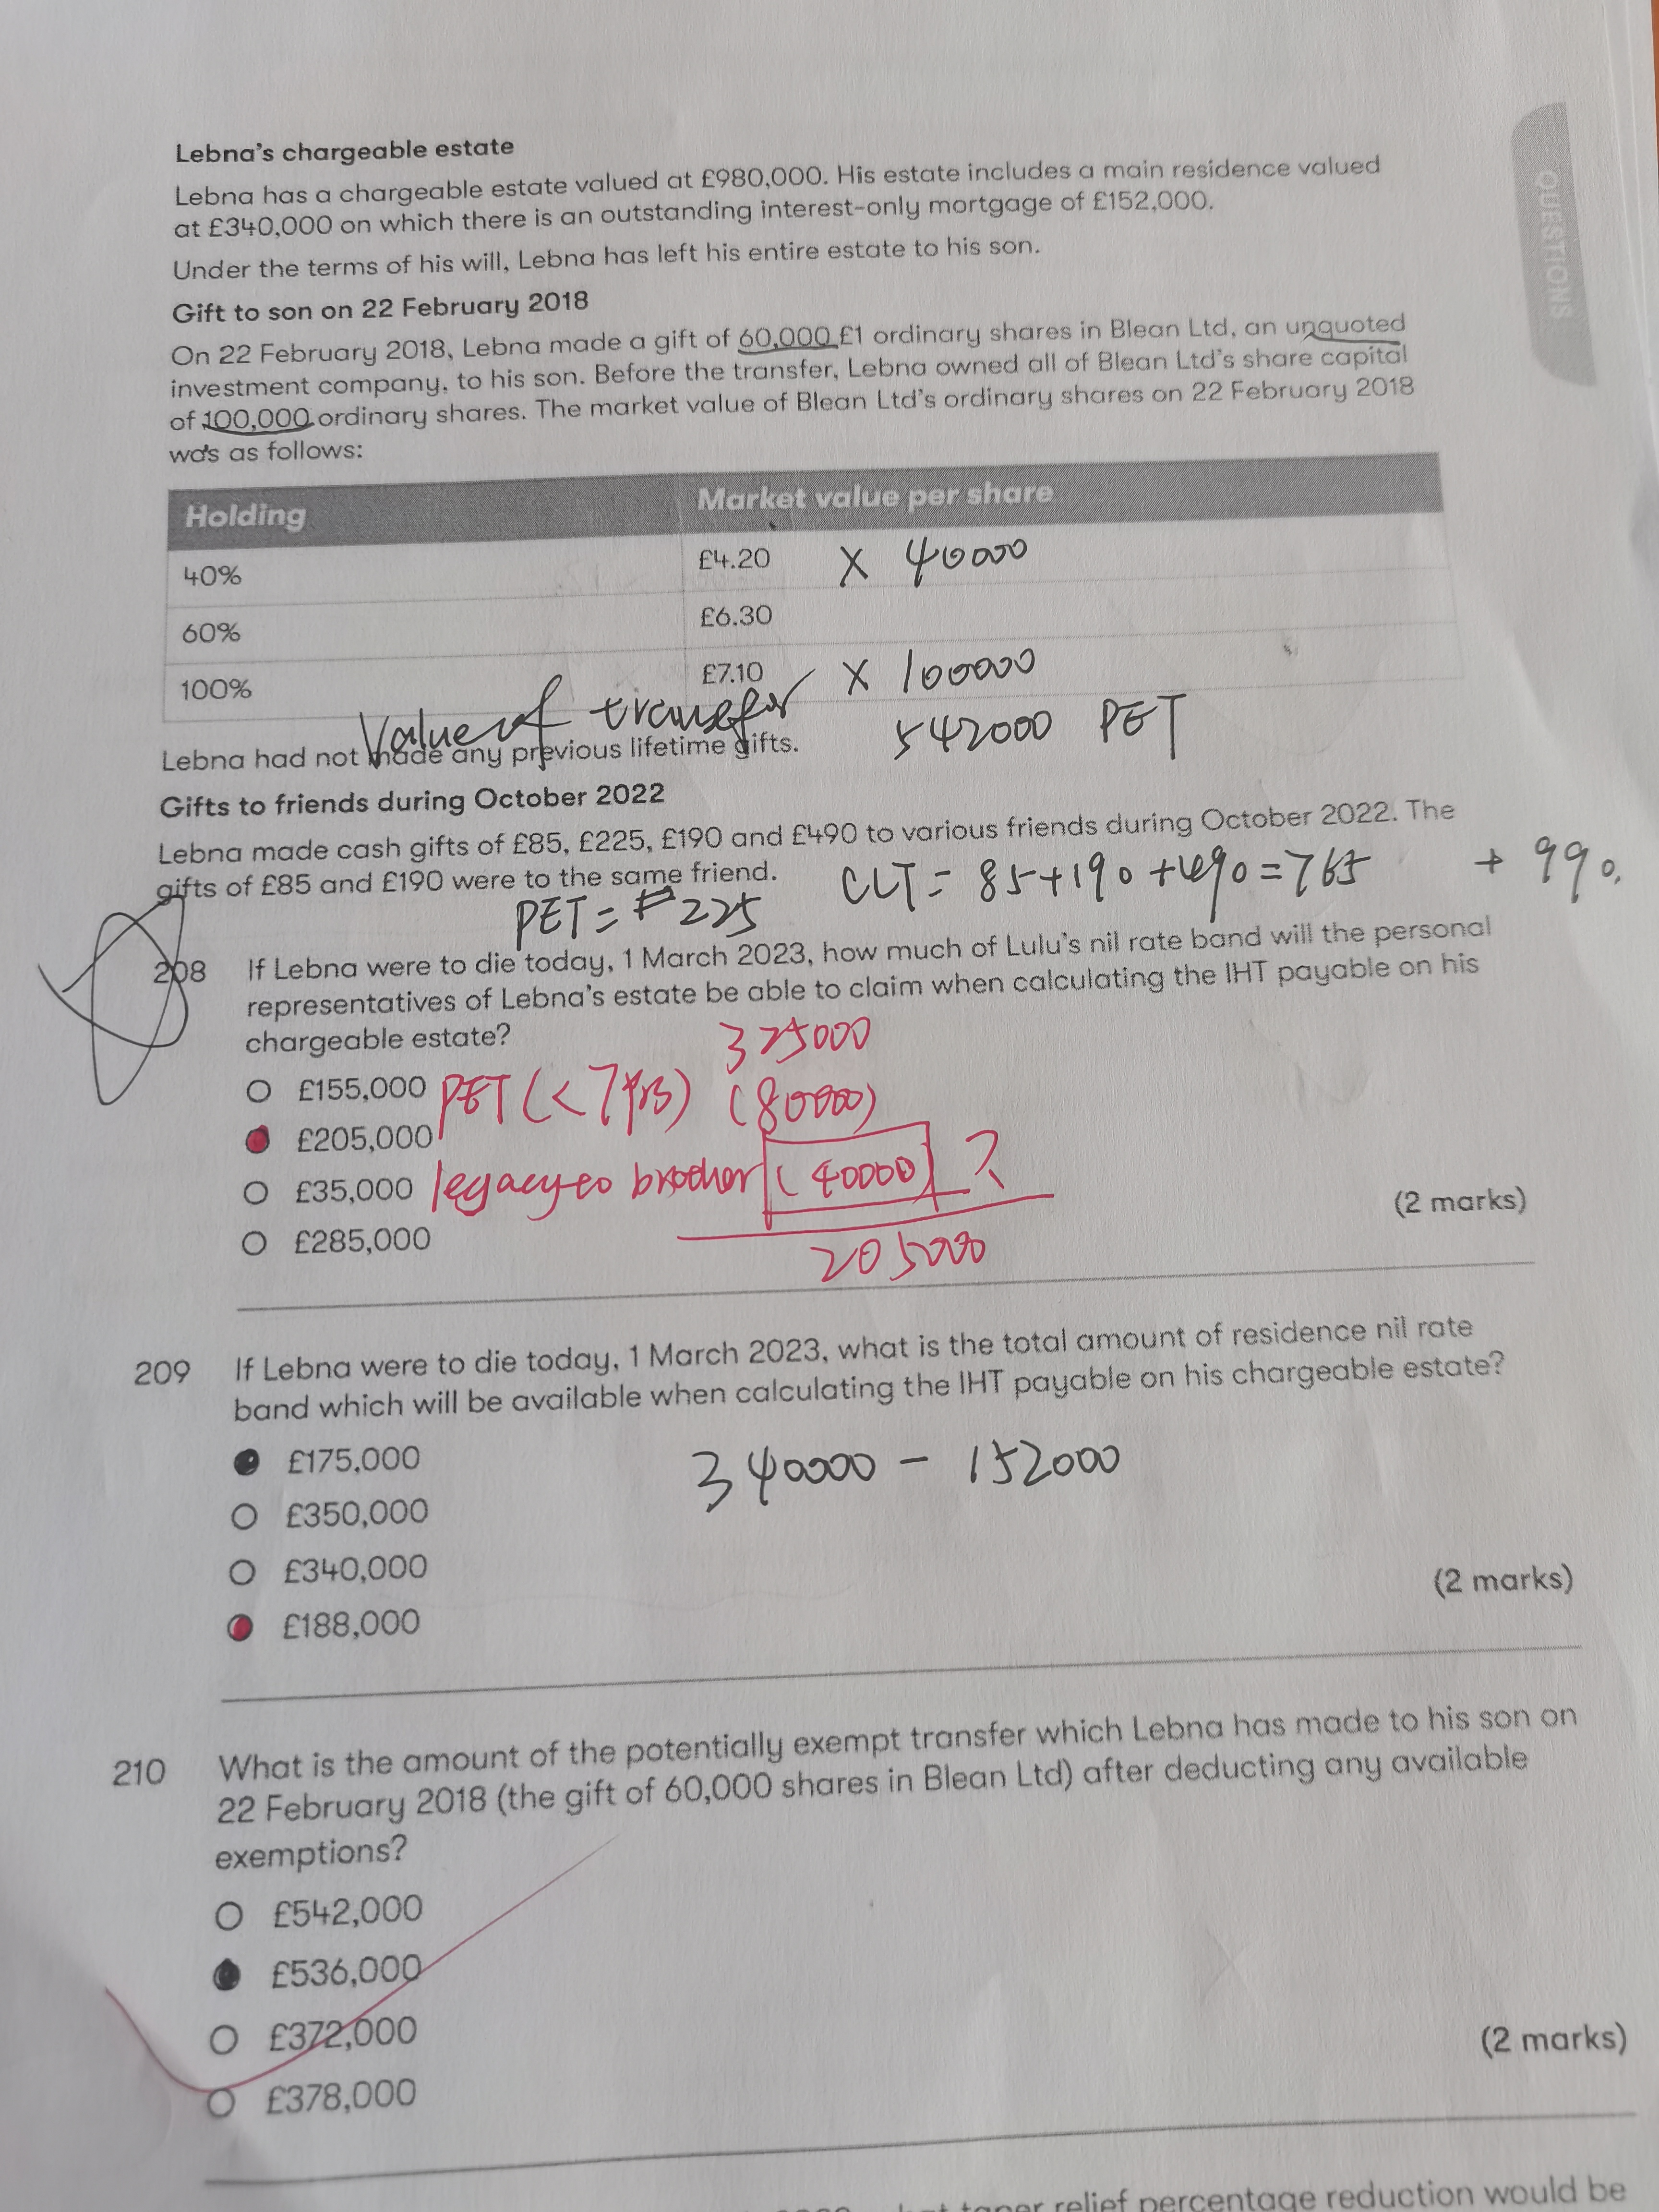 QUESTIONS
Lebna's chargeable estate
Lebna has a chargeable estate valued at £980,000. His estate includes a main residence valued
at £340,000 on which there is an outstanding interest-only mortgage of £152,000.
Under the terms of his will, Lebna has left his entire estate to his son.
Gift to son on 22 February 2018
On 22 February 2018, Lebna made a gift of 60,000 £1 ordinary shares in Blean Ltd, an unquoted
investment company, to his son. Before the transfer, Lebna owned all of Blean Ltd's share capital
of 100,000 ordinary shares. The market value of Blean Ltd's ordinary shares on 22 February 2018
was as follows:
Holding Market value per share
40% £4.20 × 40000
60% £6.30
100% £7.10 × 100000
Value of transfer 542000 PET
Lebna had not made any previous lifetime gifts.
Gifts to friends during October 2022
Lebna made cash gifts of £85, £225, £190 and £490 to various friends during October 2022. The
gifts of £85 and £190 were to the same friend. CLT = 85+190+490=765 + 990.
PET = 225
208 If Lebna were to die today, 1 March 2023, how much of Lulu's nil rate band will the personal
representatives of Lebna's estate be able to claim when calculating the IHT payable on his
chargeable estate?
325000
£155,000 PET (<7yrs) (80000)
£205,000
£35,000 legacy to brother (40000) ?
(2 marks)
£285,000 205000
209 If Lebna were to die today, 1 March 2023, what is the total amount of residence nil rate
band which will be available when calculating the IHT payable on his chargeable estate?
£175,000 340000 - 152000
£350,000
£340,000
(2 marks)
£188,000
210 What is the amount of the potentially exempt transfer which Lebna has made to his son on
22 February 2018 (the gift of 60,000 shares in Blean Ltd) after deducting any available
exemptions?
£542,000
£536,000
£372,000
(2 marks)
£378,000
taper relief percentage reduction would be